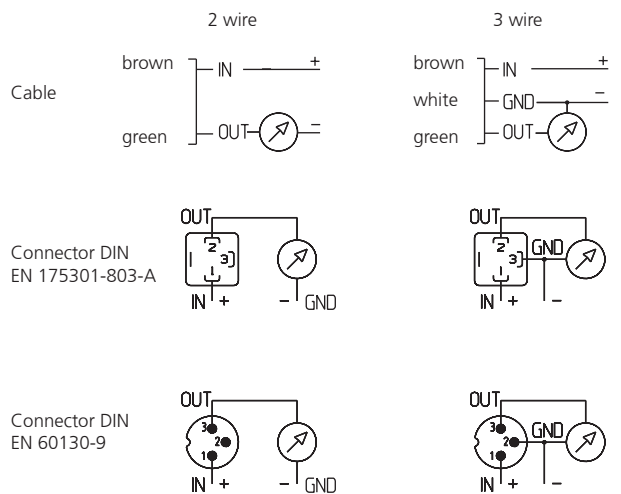 2 wire 3 wire
brown IN – + brown IN +
Cable white GND –
green OUT – green OUT
OUT OUT
2 2
Connector DIN 3 3 GND
EN 175301-803-A 1 1
IN + – GND IN + –
OUT OUT
3 3
Connector DIN 2 2 GND
EN 60130-9 1 1
IN + – GND IN + –